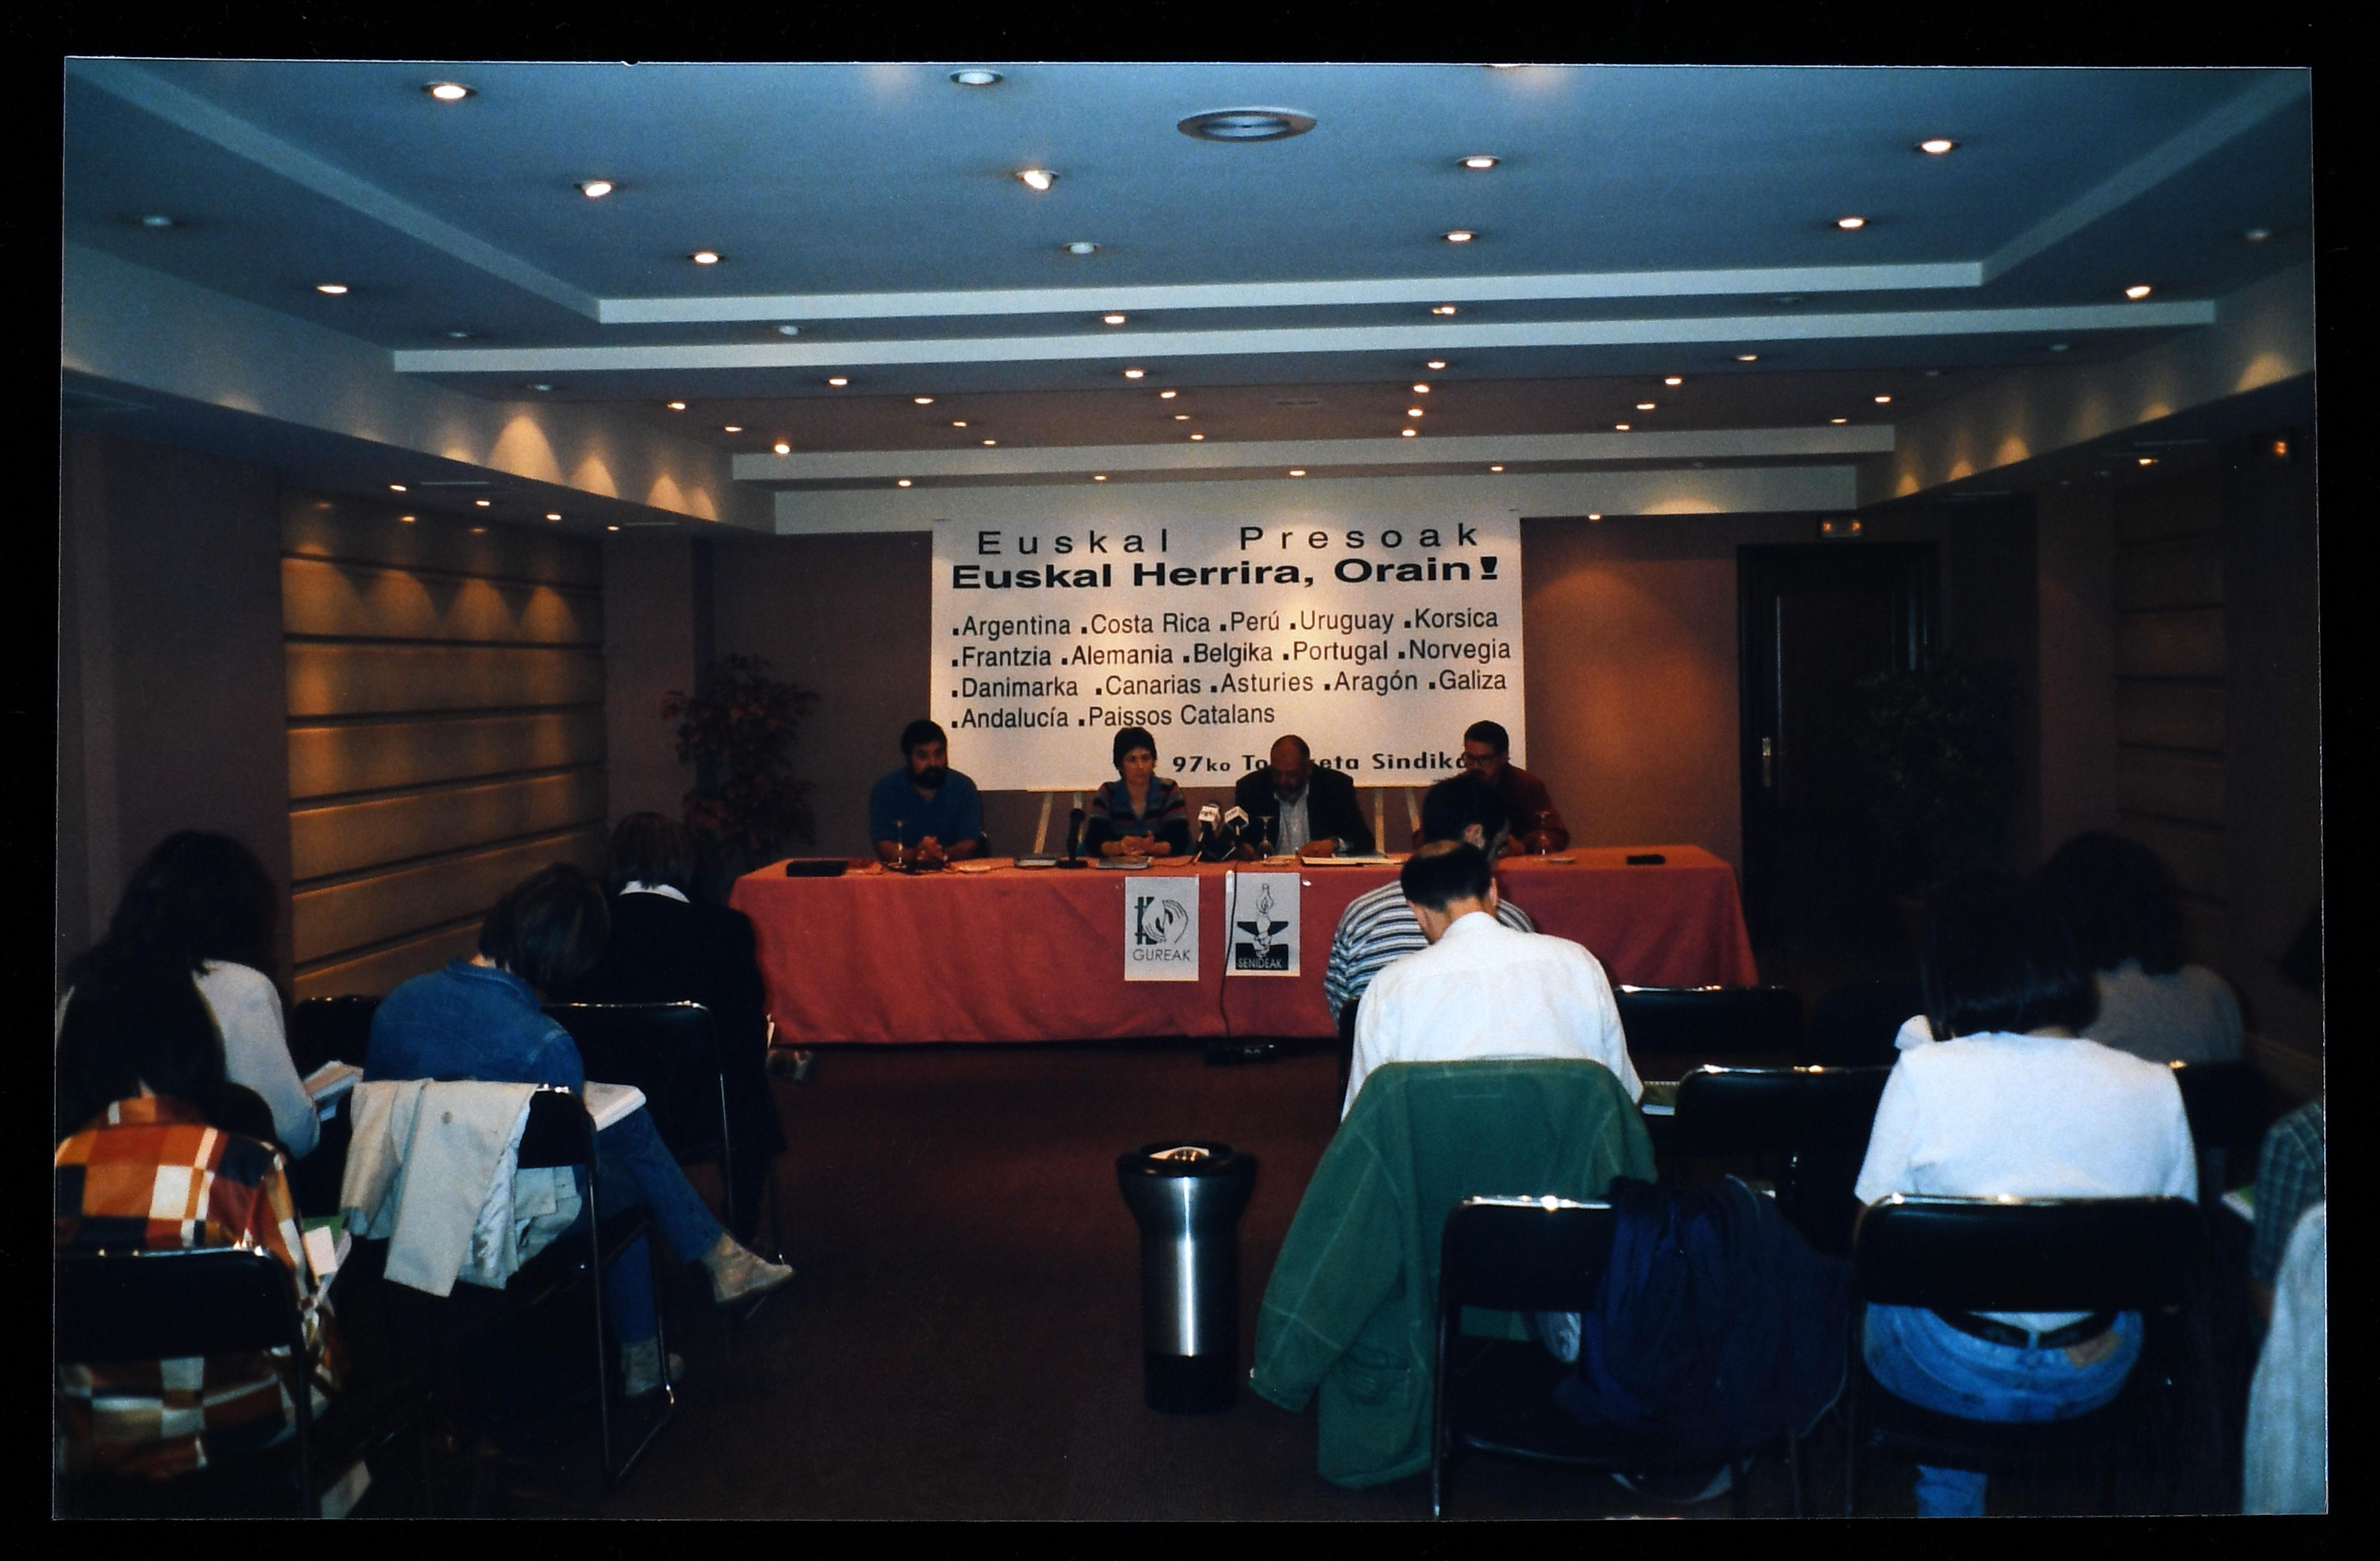 Euskal Presoak
Euskal Herrira, Orain!
.Argentina .Costa Rica .Perú .Uruguay .Korsica
.Frantzia .Alemania .Belgika .Portugal .Norvegia
.Danimarka .Canarias .Asturies .Aragón .Galiza
.Andalucía .Paissos Catalans
97ko
GUREAK
SENIDEAK